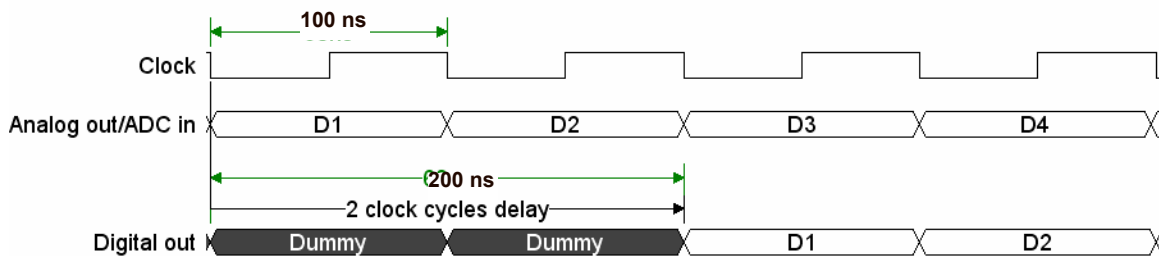 100 ns
Clock
Analog out/ADC in D1 D2 D3 D4
200 ns
2 clock cycles delay
Digital out Dummy Dummy D1 D2